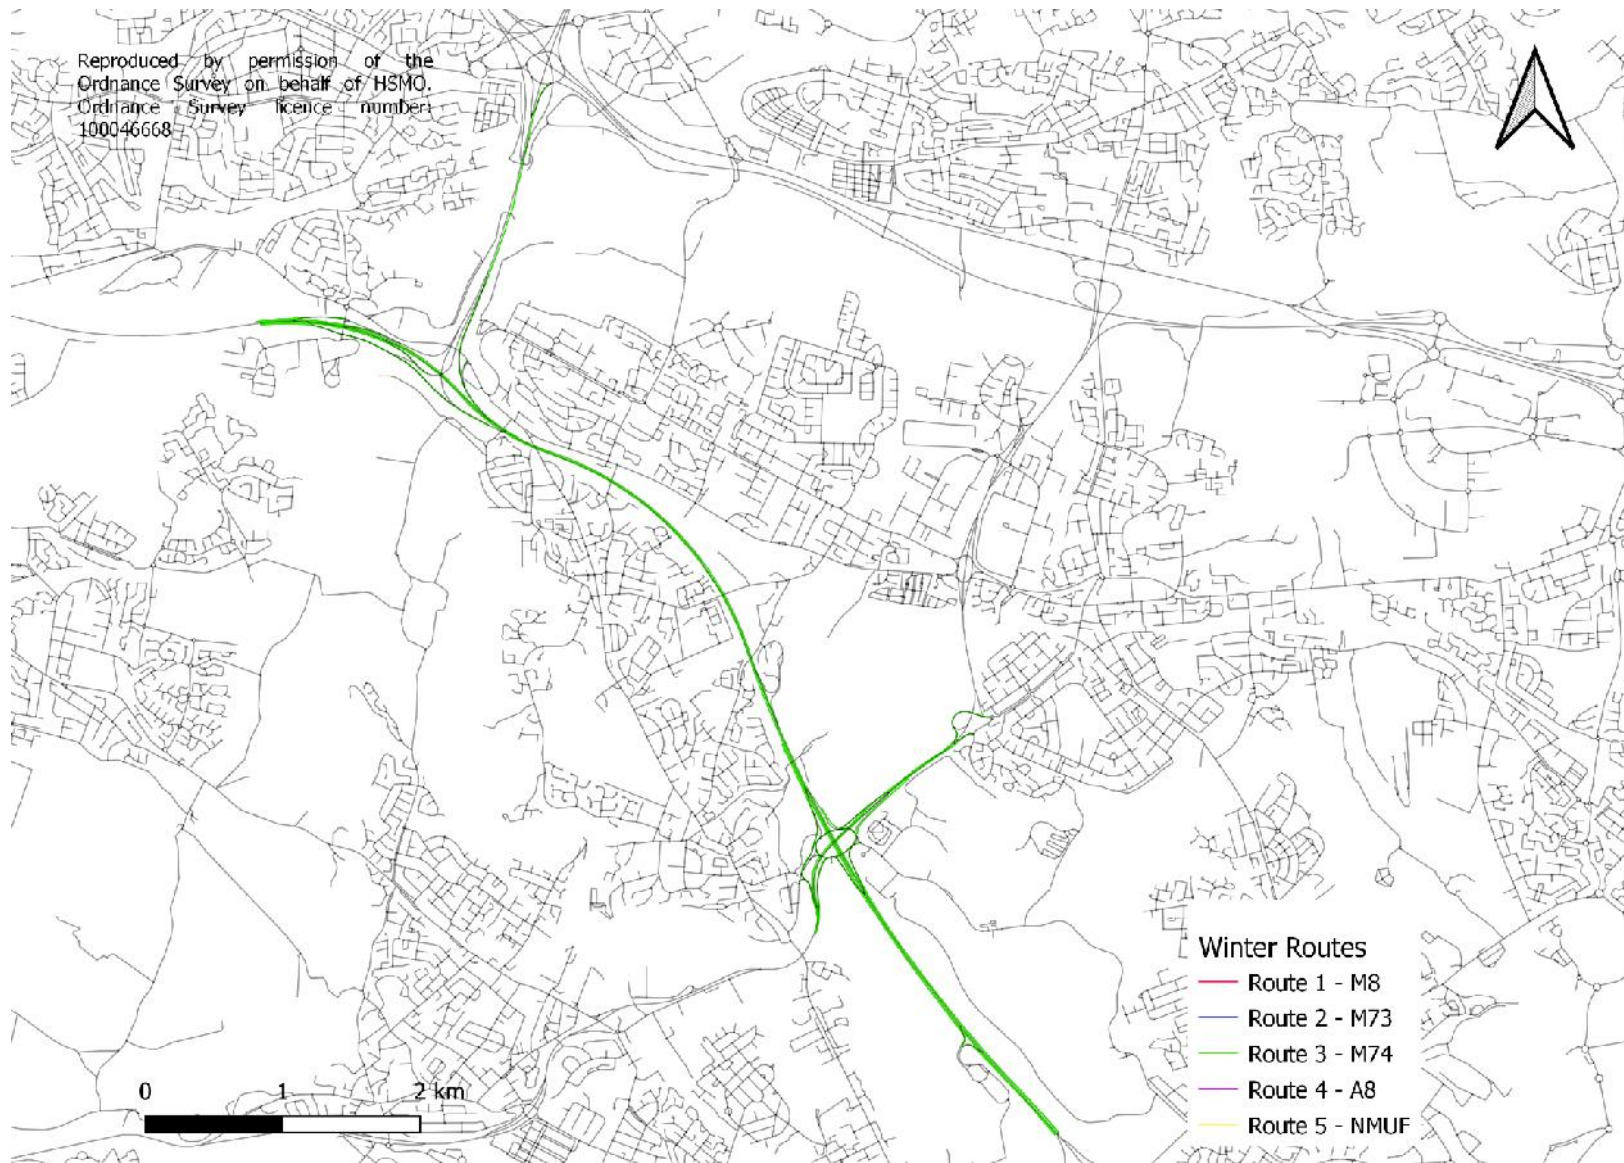 Reproduced by permission of the
Ordnance Survey on behalf of HSMO.
Ordnance Survey licence number:
100046668
0 1 2 km
Winter Routes
Route 1 - M8
Route 2 - M73
Route 3 - M74
Route 4 - A8
Route 5 - NMUF